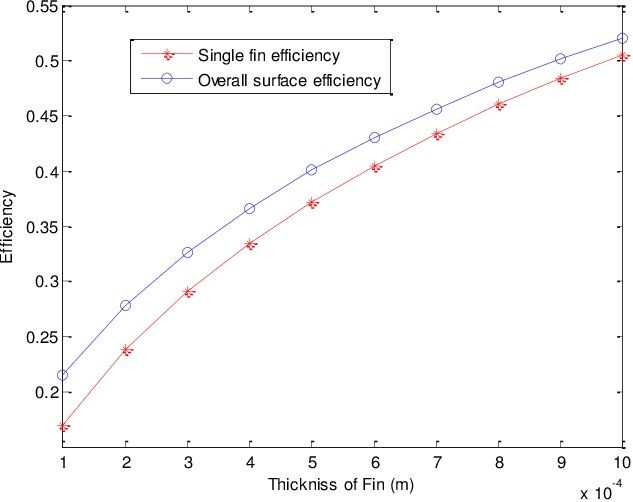 0.55
0.5
0.45
0.4
0.35
0.3
0.25
0.2
Efficiency
Single fin efficiency
Overall surface efficiency
1 2 3 4 5 6 7 8 9 10
Thickniss of Fin (m)
x 10^-4